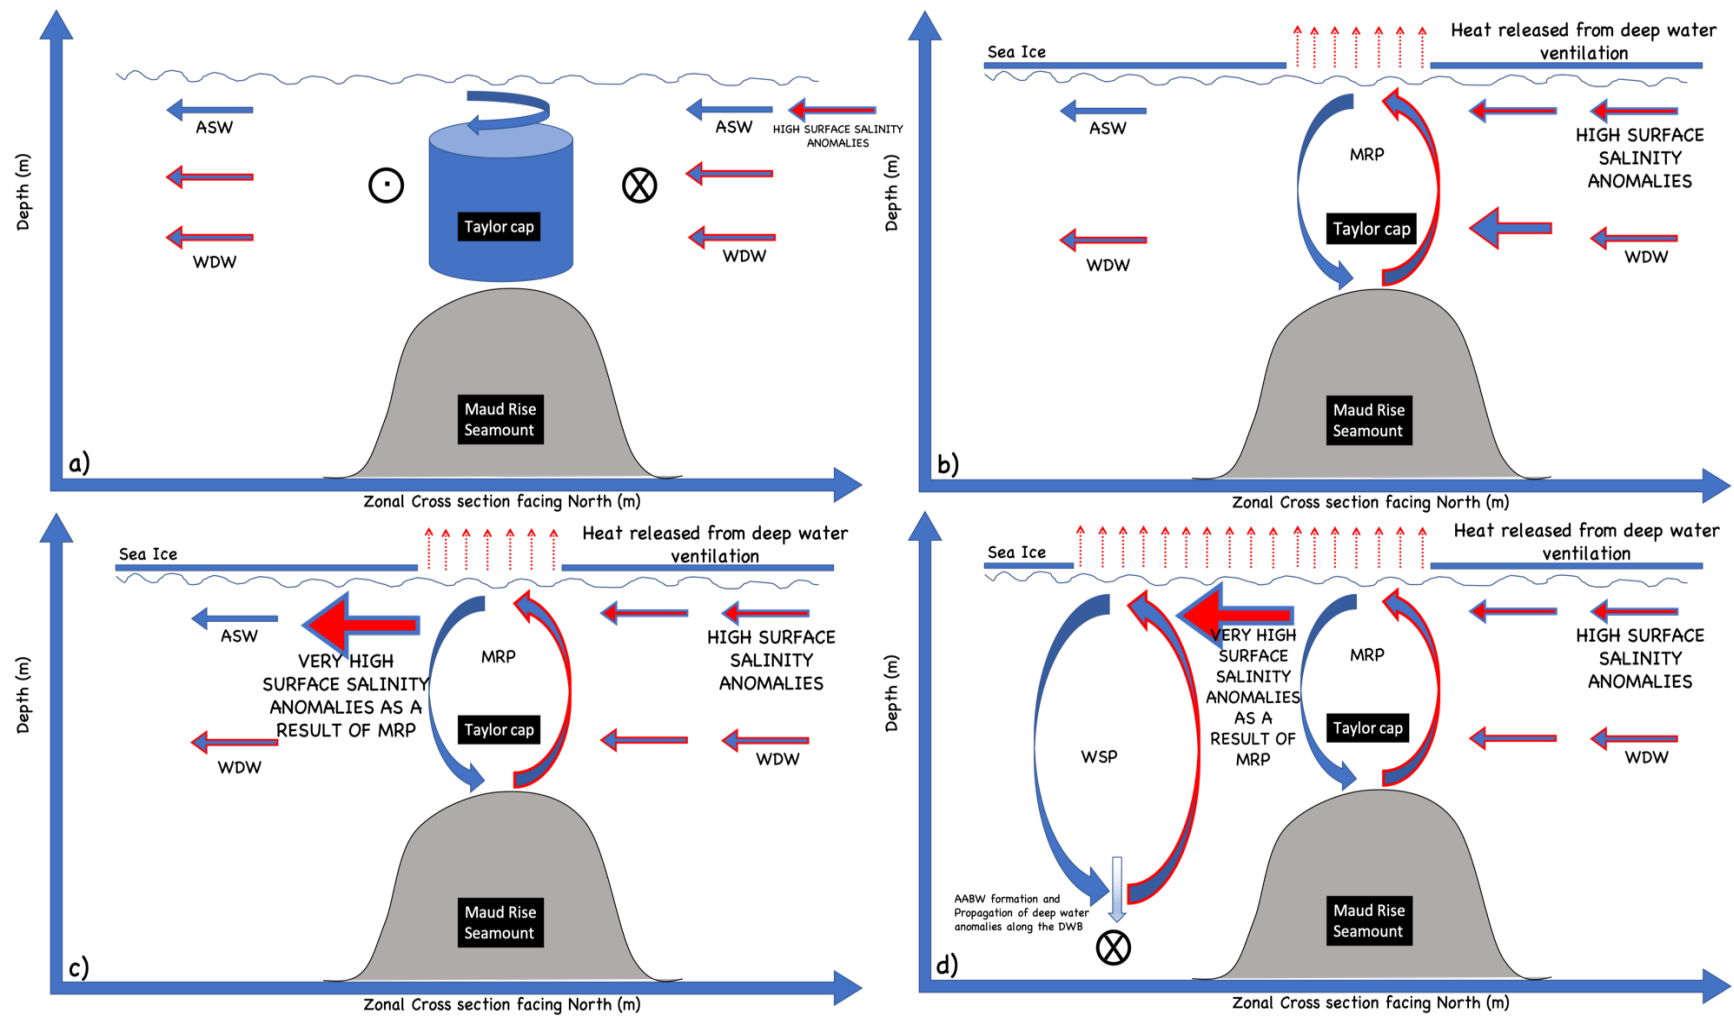 Depth (m)
ASW
WDW
Taylor cap
ASW
HIGH SURFACE SALINITY
ANOMALIES
WDW
Maud Rise
Seamount
a)
Zonal Cross section facing North (m)
Depth (m)
Sea Ice
Heat released from deep water
ventilation
ASW
MRP
HIGH SURFACE
SALINITY
ANOMALIES
Taylor cap
WDW
WDW
Maud Rise
Seamount
b)
Zonal Cross section facing North (m)
Depth (m)
Sea Ice
Heat released from deep water
ventilation
ASW
VERY HIGH
SURFACE SALINITY
ANOMALIES AS A
RESULT OF MRP
WDW
MRP
Taylor cap
HIGH SURFACE
SALINITY
ANOMALIES
WDW
Maud Rise
Seamount
c)
Zonal Cross section facing North (m)
Depth (m)
Sea Ice
Heat released from deep water
ventilation
WSP
VERY HIGH
SURFACE
SALINITY
ANOMALIES
AS A
RESULT OF
MRP
MRP
Taylor cap
HIGH SURFACE
SALINITY
ANOMALIES
WDW
AABW formation and
Propagation of deep water
anomalies along the DWB
Maud Rise
Seamount
d)
Zonal Cross section facing North (m)